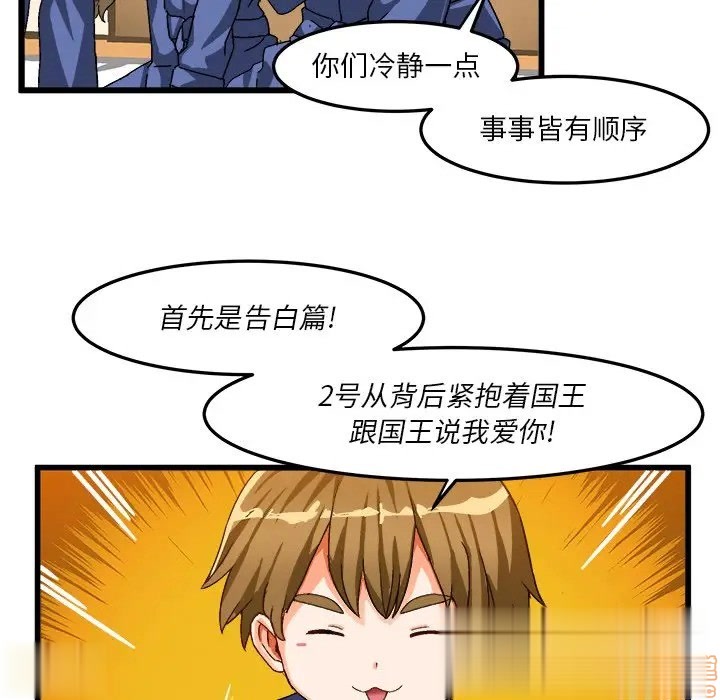 你们冷静一点
事事皆有顺序
首先是告白篇!
2号从背后紧抱着国王
跟国王说我爱你!